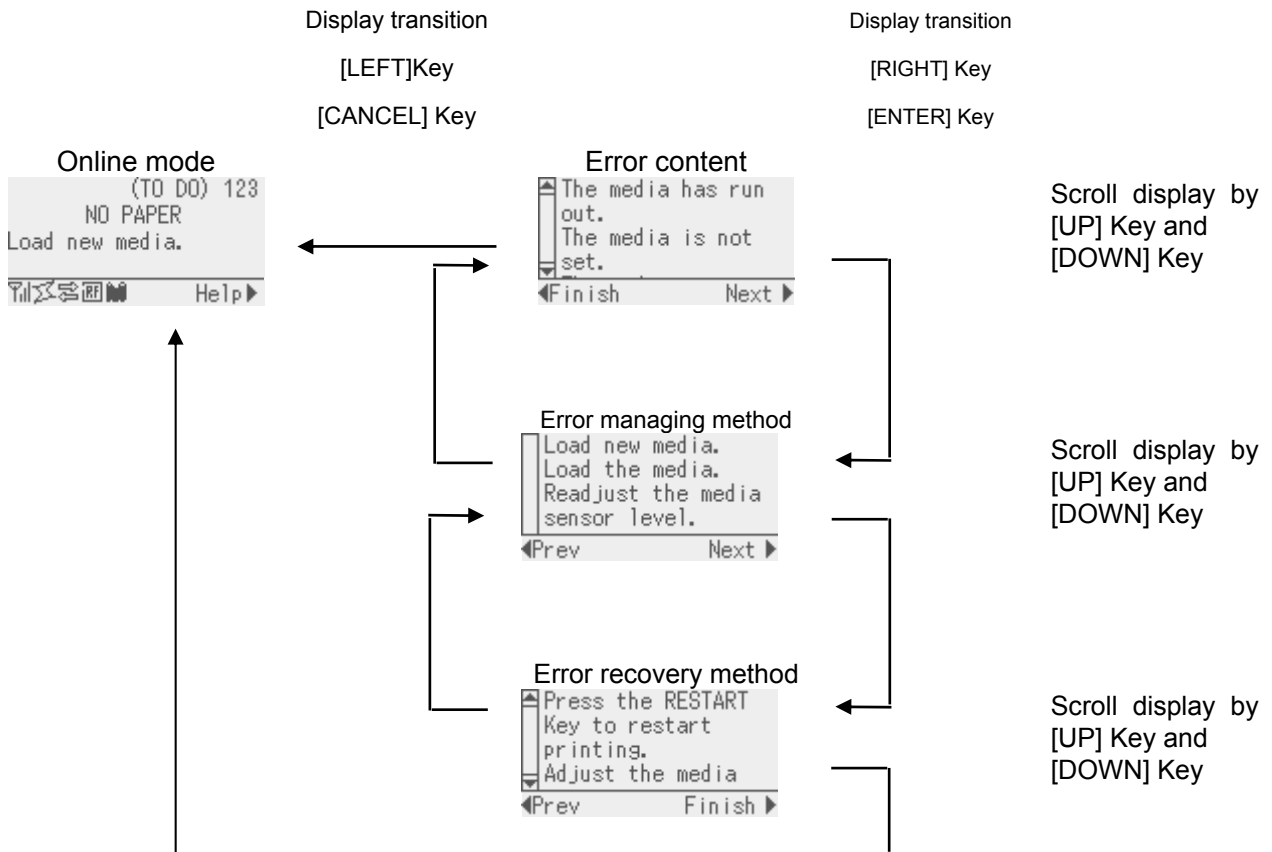 Display transition
Display transition
[LEFT]Key
[RIGHT] Key
[CANCEL] Key
[ENTER] Key
Online mode
(TO DO) 123
NO PAPER
Load new media.
RF
Help
Error content
The media has run
out.
The media is not
set.
Finish Next
Scroll display by
[UP] Key and
[DOWN] Key
Error managing method
Load new media.
Load the media.
Readjust the media
sensor level.
Prev Next
Scroll display by
[UP] Key and
[DOWN] Key
Error recovery method
Press the RESTART
Key to restart
printing.
Adjust the media
Prev Finish
Scroll display by
[UP] Key and
[DOWN] Key